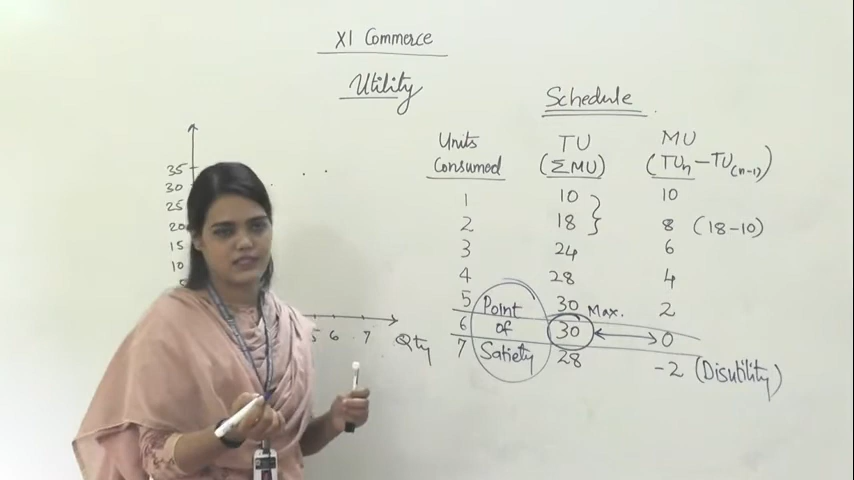 XI Commerce
Utility
Schedule
Units Consumed TU (ΣMU) MU (TUn – TU(n-1))
1 10 10
2 18 8 (18-10)
3 24 6
4 28 4
5 30 Max. 2
6 30 0
7 28 -2 (Disutility)
Point
of
Satiety
35
30
25
20
15
10
6 7 Qty